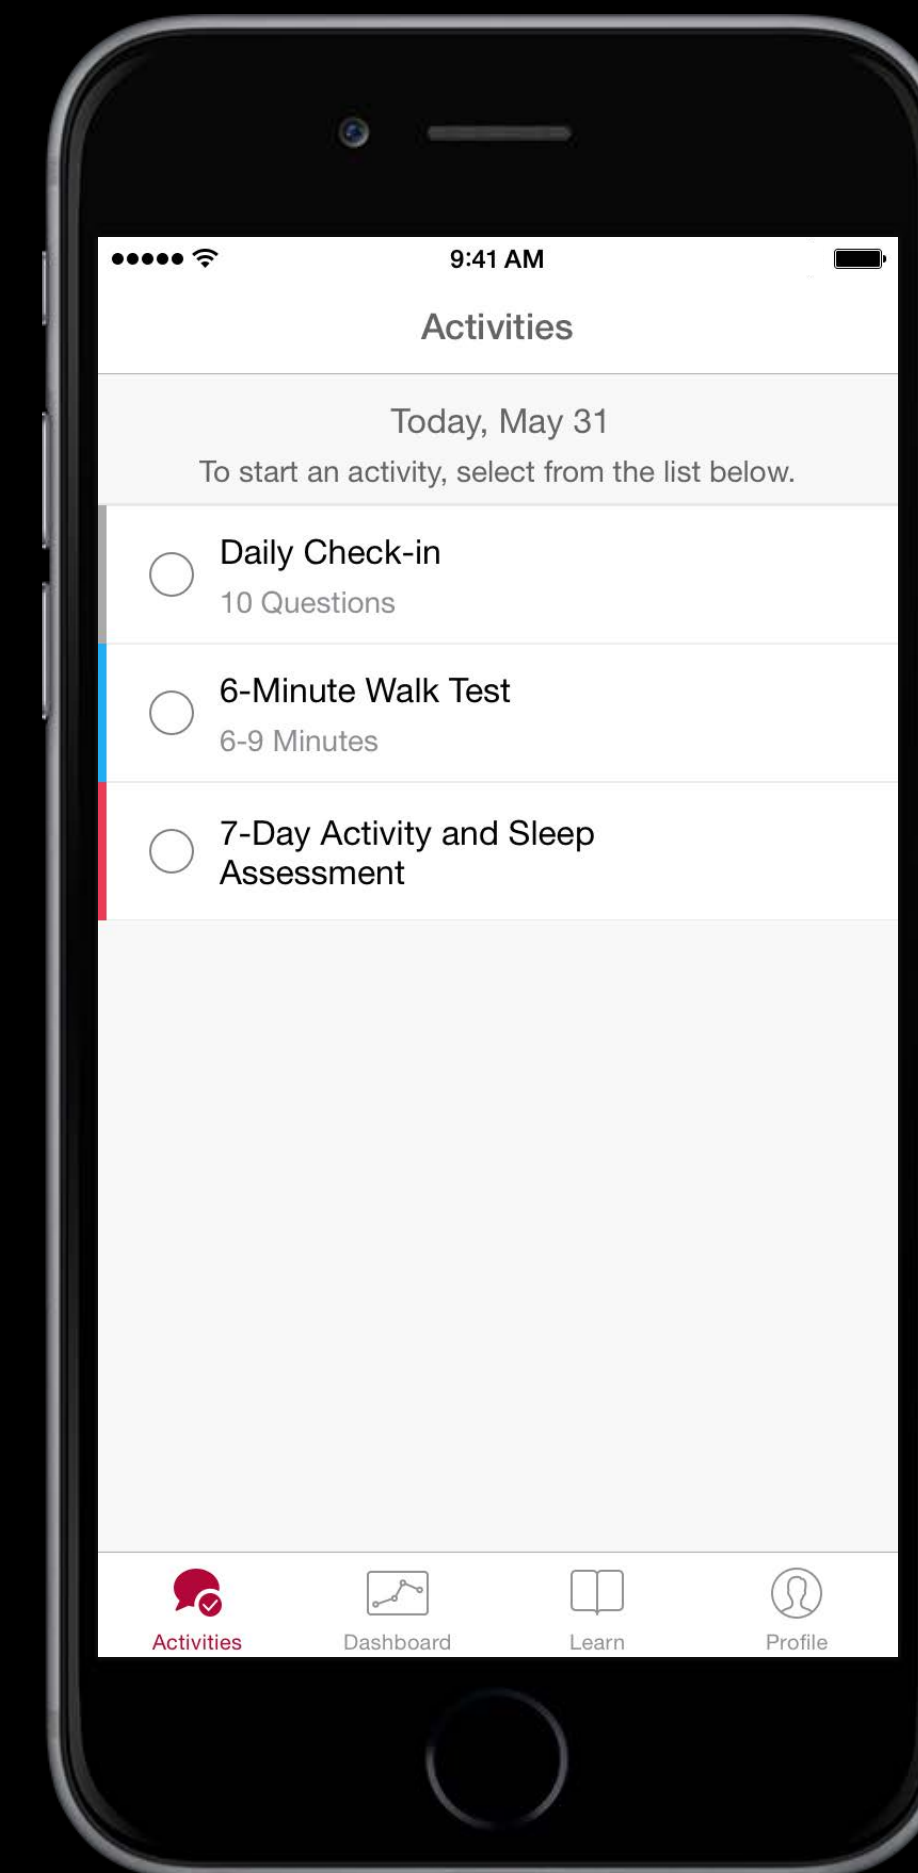 9:41 AM
Activities
Today, May 31
To start an activity, select from the list below.
Daily Check-in
10 Questions
6-Minute Walk Test
6-9 Minutes
7-Day Activity and Sleep
Assessment
Activities
Dashboard
Learn
Profile